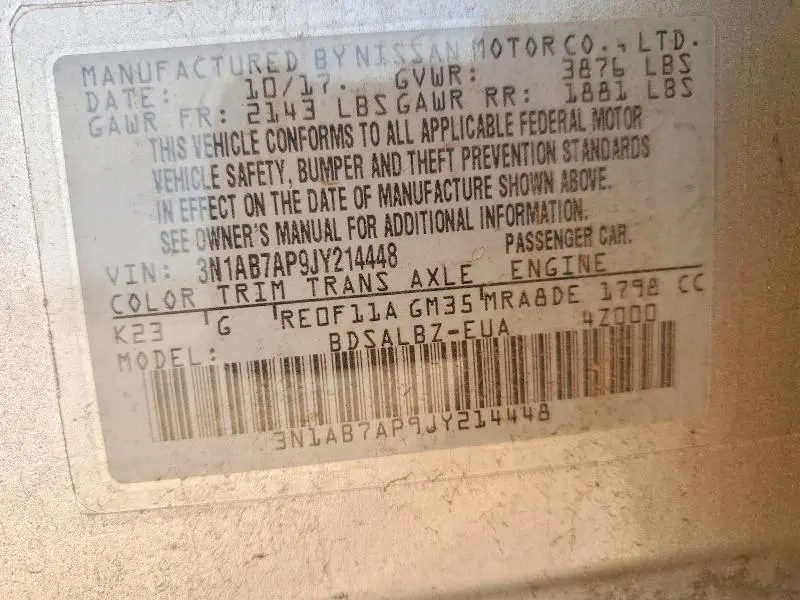 MANUFACTURED BY NISSAN MOTOR CO., LTD.
DATE: 10/17. GVWR: 3876 LBS
GAWR FR: 2143 LBS GAWR RR: 1881 LBS
THIS VEHICLE CONFORMS TO ALL APPLICABLE FEDERAL MOTOR
VEHICLE SAFETY, BUMPER AND THEFT PREVENTION STANDARDS
IN EFFECT ON THE DATE OF MANUFACTURE SHOWN ABOVE.
SEE OWNER'S MANUAL FOR ADDITIONAL INFORMATION.
VIN: 3N1AB7AP9JY214448 PASSENGER CAR.
COLOR TRIM TRANS AXLE ENGINE
K23 G RE0F11A GM35 MRA8DE 1798 CC
MODEL: BDSALBZ-EUA 4Z000
3N1AB7AP9JY214448